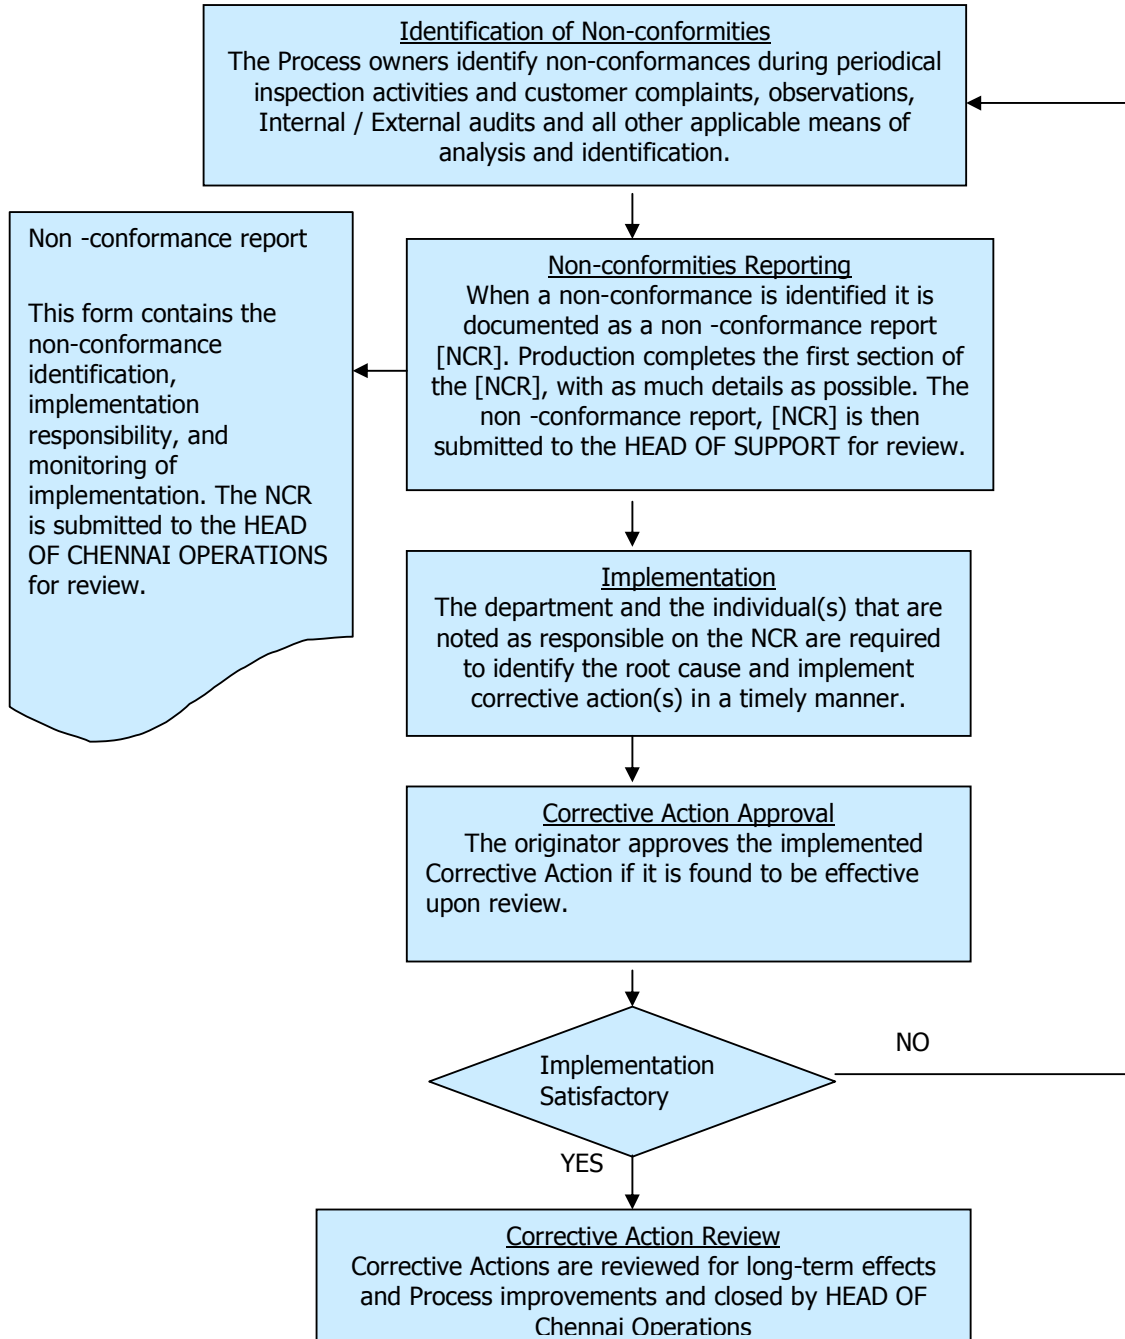 Identification of Non-conformities
The Process owners identify non-conformances during periodical
inspection activities and customer complaints, observations,
Internal / External audits and all other applicable means of
analysis and identification.
Non -conformance report
This form contains the
non-conformance
identification,
implementation
responsibility, and
monitoring of
implementation. The NCR
is submitted to the HEAD
OF CHENNAI OPERATIONS
for review.
Non-conformities Reporting
When a non-conformance is identified it is
documented as a non -conformance report
[NCR]. Production completes the first section of
the [NCR], with as much details as possible. The
non -conformance report, [NCR] is then
submitted to the HEAD OF SUPPORT for review.
Implementation
The department and the individual(s) that are
noted as responsible on the NCR are required
to identify the root cause and implement
corrective action(s) in a timely manner.
Corrective Action Approval
The originator approves the implemented
Corrective Action if it is found to be effective
upon review.
Implementation
Satisfactory
NO
YES
Corrective Action Review
Corrective Actions are reviewed for long-term effects
and Process improvements and closed by HEAD OF
Chennai Operations